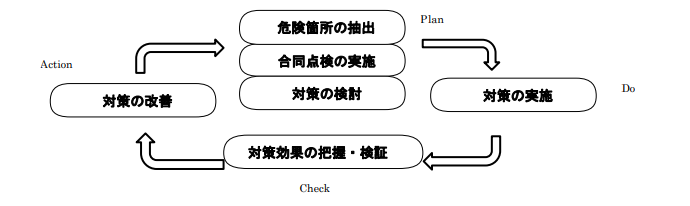 危険箇所の抽出
Plan
合同点検の実施
Action
対策の検討
対策の改善
対策の実施
Do
対策効果の把握・検証
Check